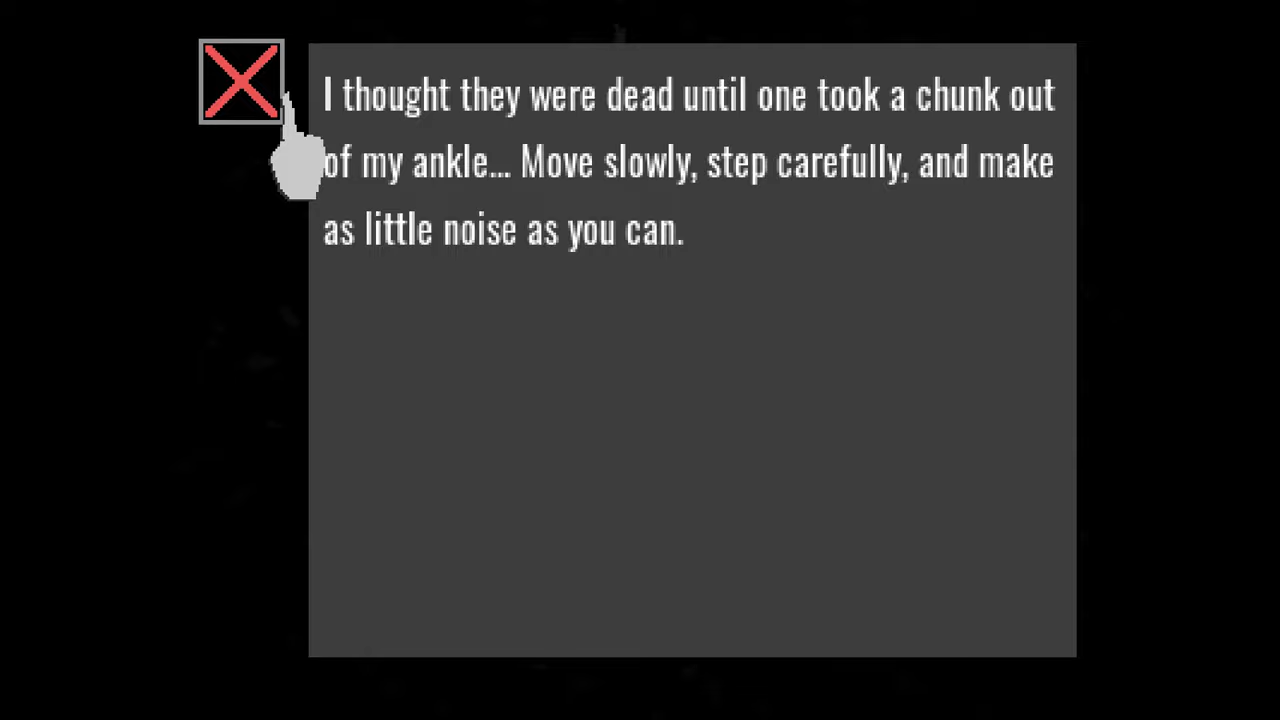 I thought they were dead until one took a chunk out
of my ankle... Move slowly, step carefully, and make
as little noise as you can.